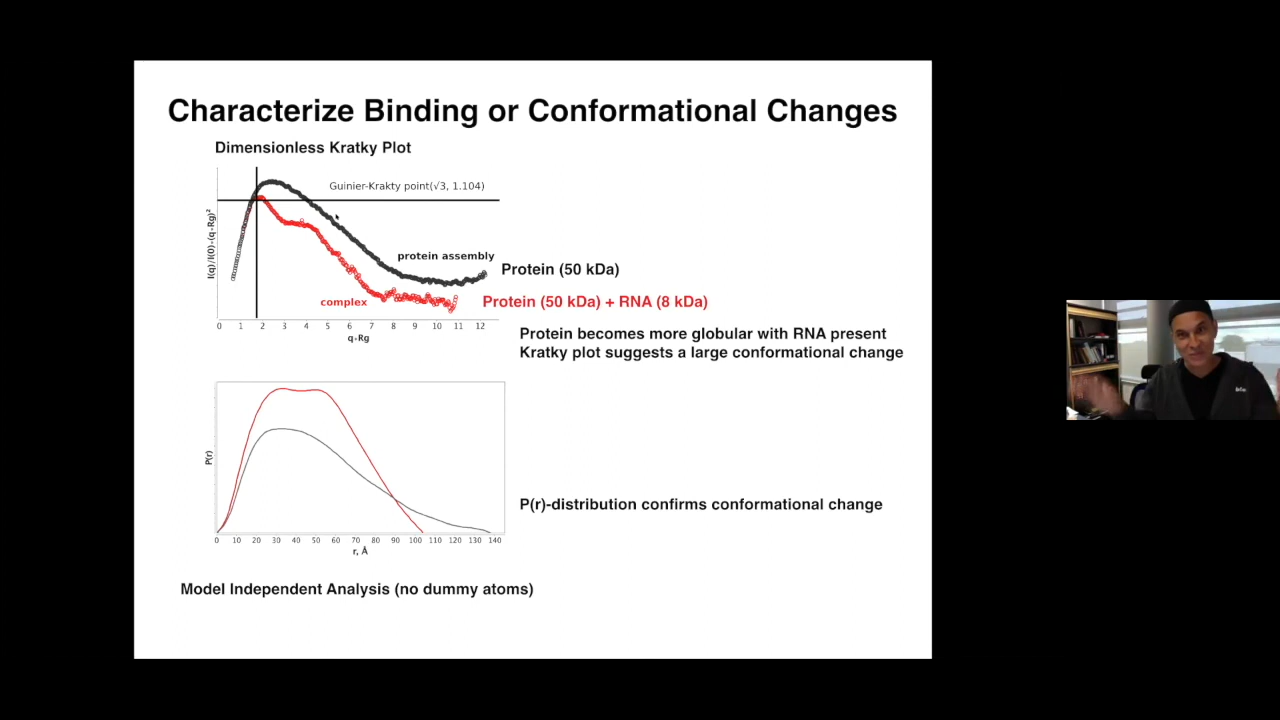 Characterize Binding or Conformational Changes
Dimensionless Kratky Plot
Guinier-Krakty point(√3, 1.104)
I(q)/I(0)·(q·Rg)²
protein assembly
Protein (50 kDa)
complex
Protein (50 kDa) + RNA (8 kDa)
0 1 2 3 4 5 6 7 8 9 10 11 12
q·Rg
Protein becomes more globular with RNA present
Kratky plot suggests a large conformational change
P(r)
P(r)-distribution confirms conformational change
0 10 20 30 40 50 60 70 80 90 100 110 120 130 140
r, Å
Model Independent Analysis (no dummy atoms)